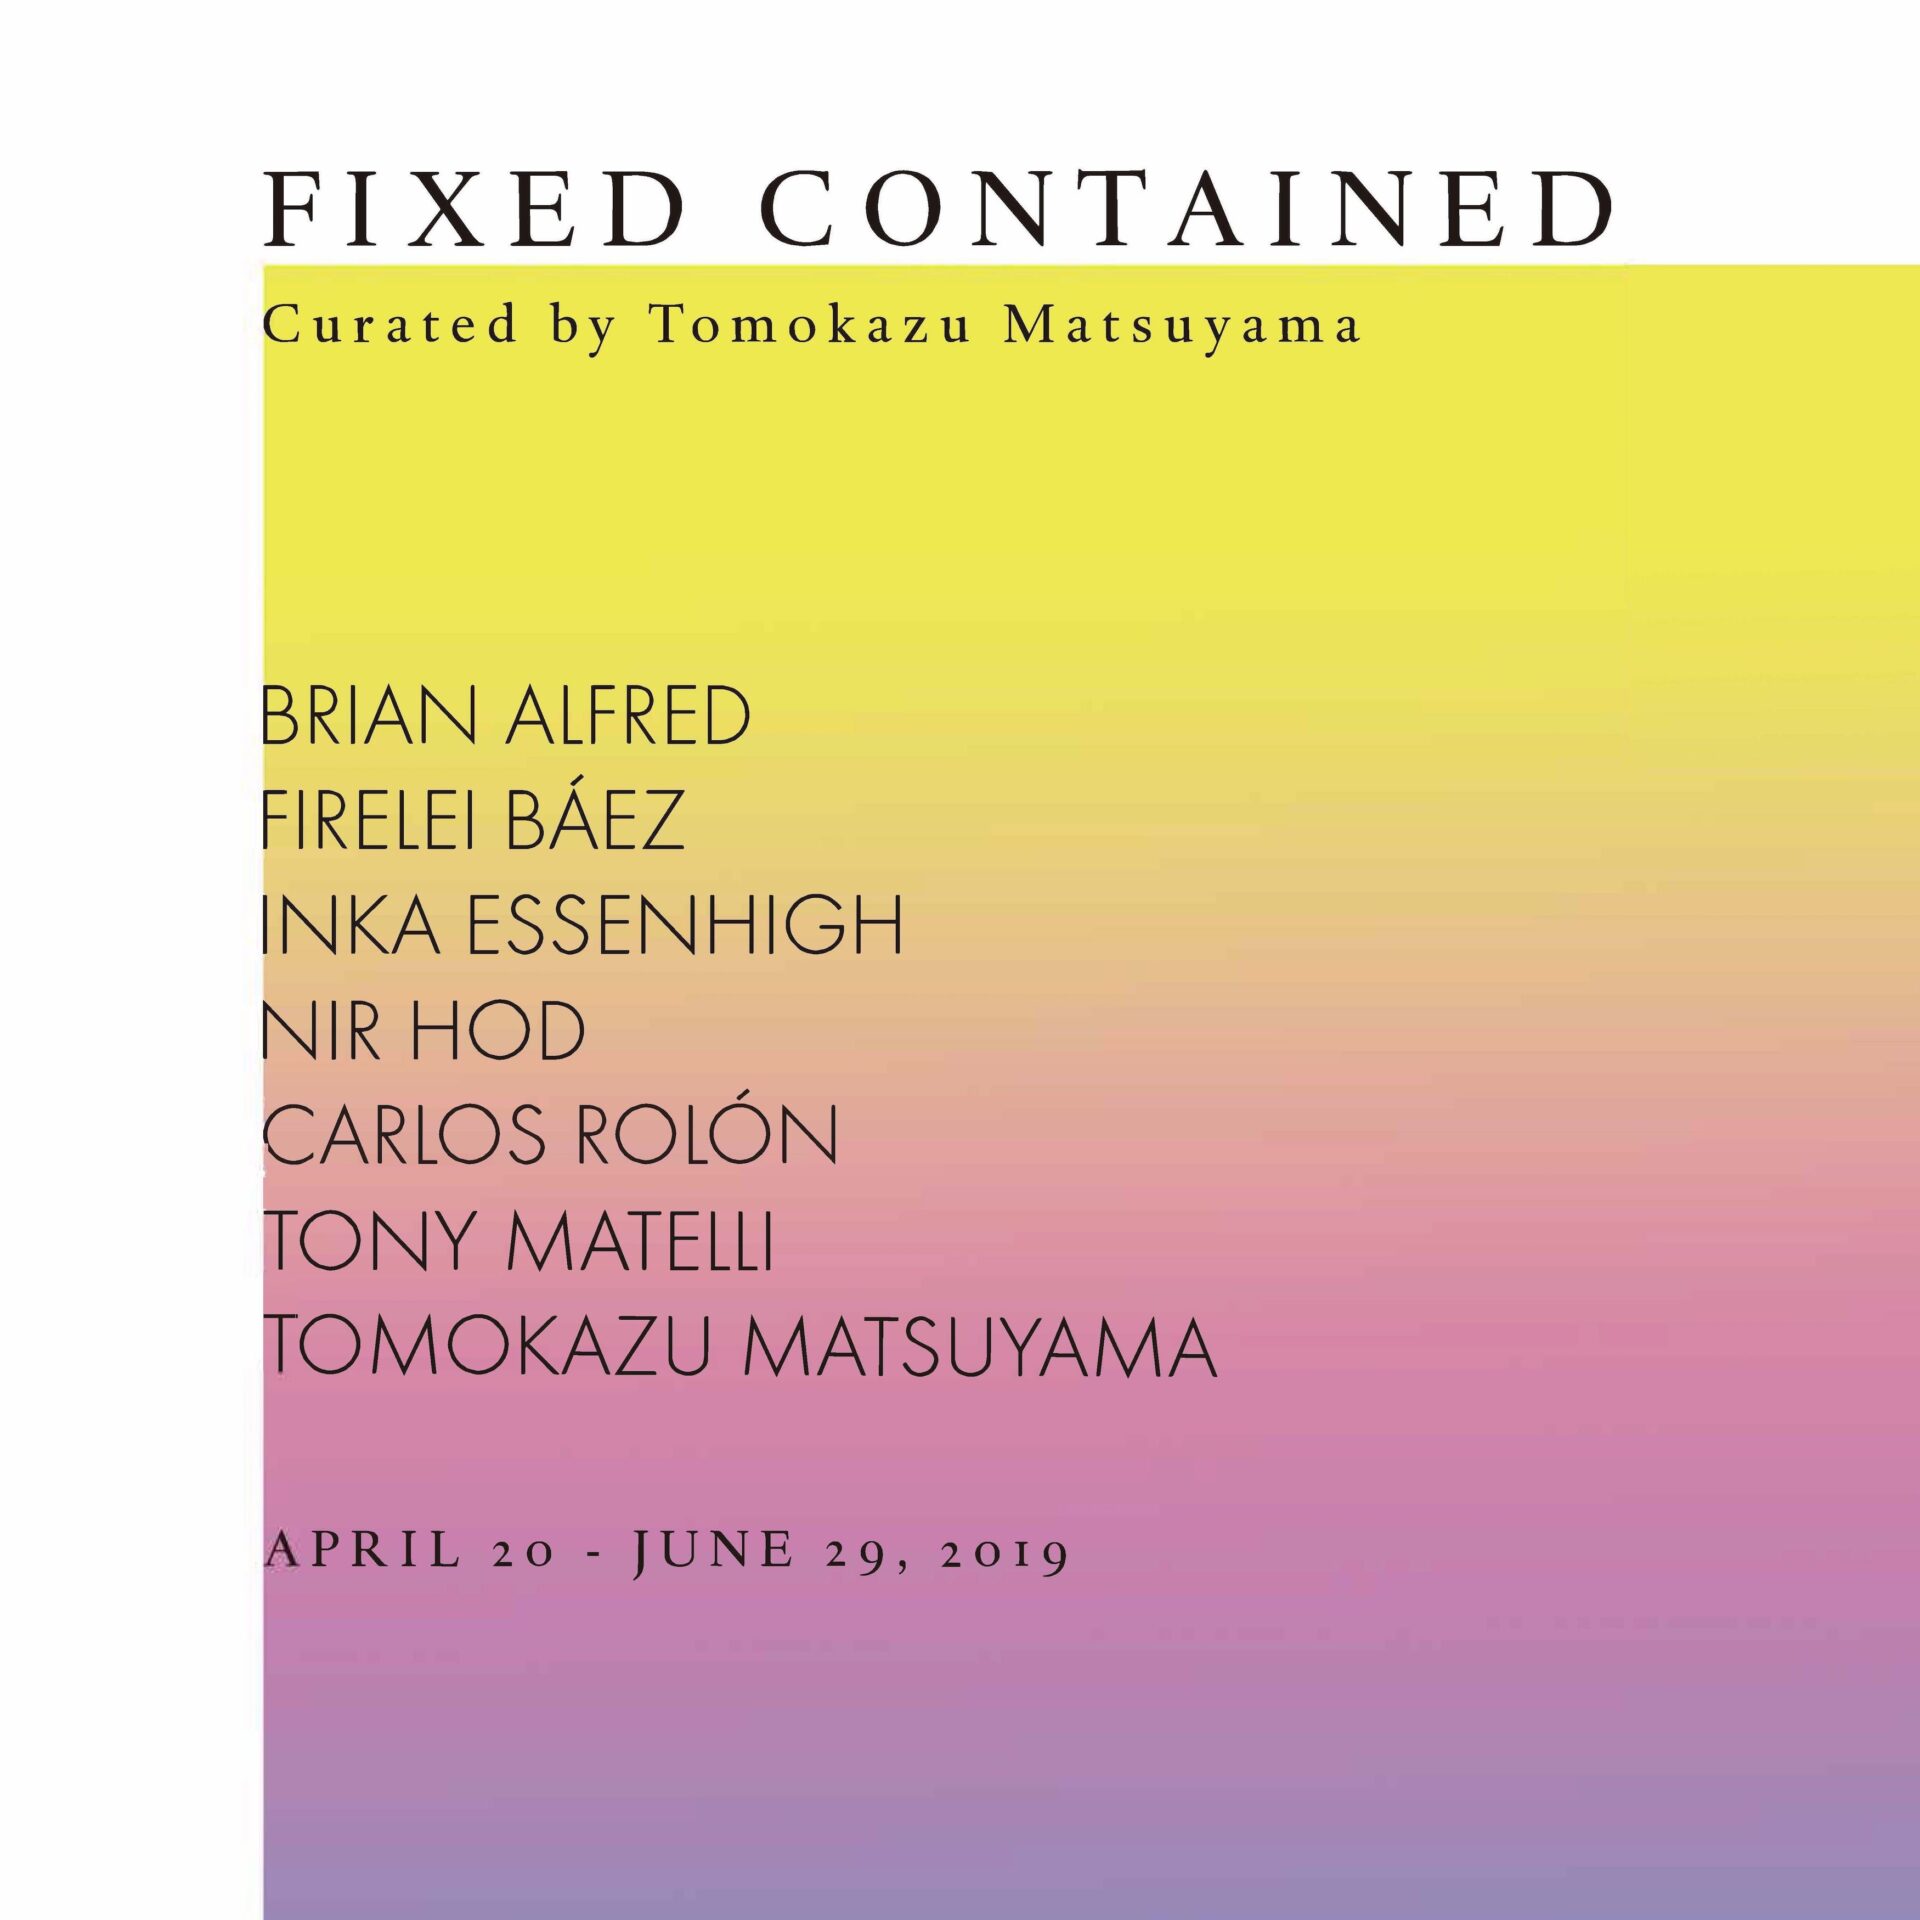 FIXED CONTAINED
Curated by Tomokazu Matsuyama
BRIAN ALFRED
FIRELEI BÁEZ
INKA ESSENHIGH
NIR HOD
CARLOS ROLÓN
TONY MATELLI
TOMOKAZU MATSUYAMA
APRIL 20 - JUNE 29, 2019